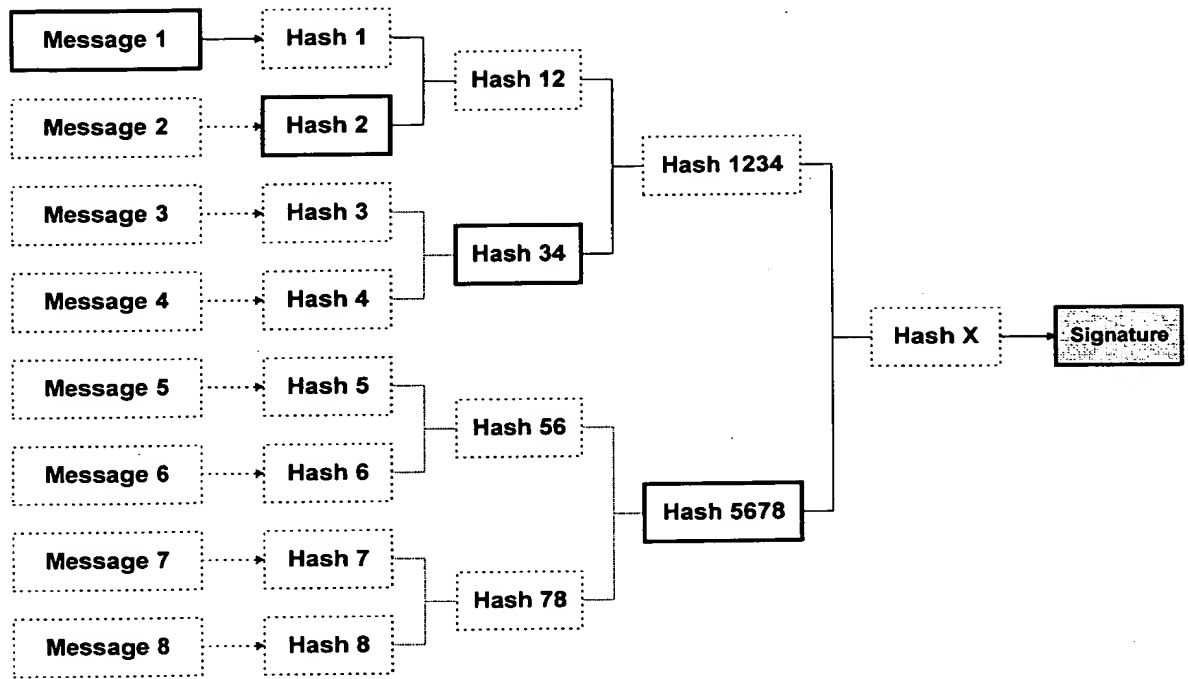 Message 1
Hash 1
Hash 12
Message 2
Hash 2
Hash 1234
Message 3
Hash 3
Hash 34
Message 4
Hash 4
Hash X
Signature
Message 5
Hash 5
Hash 56
Message 6
Hash 6
Hash 5678
Message 7
Hash 7
Hash 78
Message 8
Hash 8